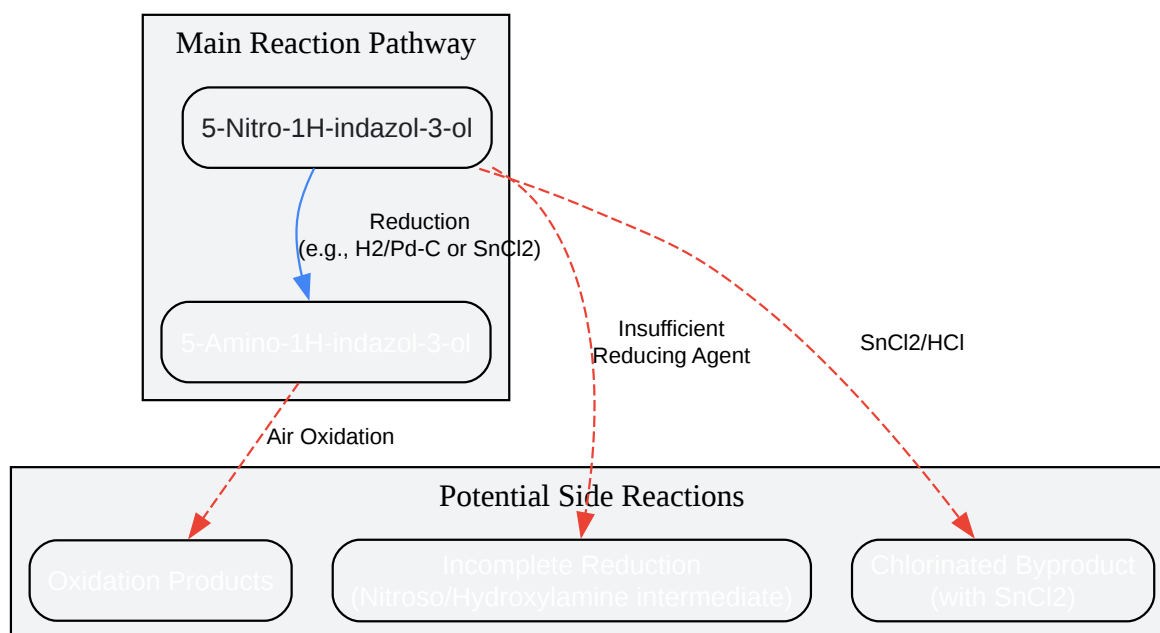 Main Reaction Pathway
5-Nitro-1H-indazol-3-ol
Reduction
(e.g., H2/Pd-C or SnCl2)
5-Amino-1H-indazol-3-ol
Insufficient
Reducing Agent
SnCl2/HCl
Air Oxidation
Potential Side Reactions
Oxidation Products
Incomplete Reduction
(Nitroso/Hydroxylamine intermediate)
Chlorinated Byproduct
(with SnCl2)